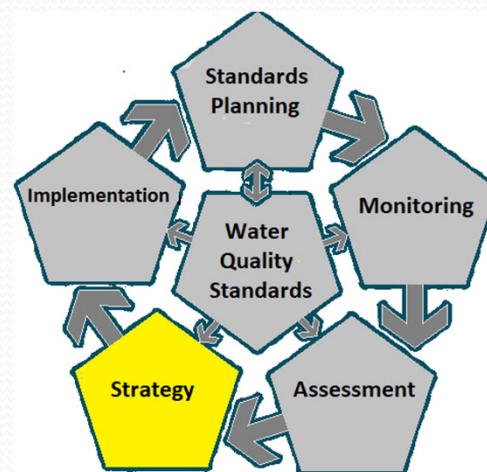 Standards
Planning
Implementation
Monitoring
Water
Quality
Standards
Strategy
Assessment